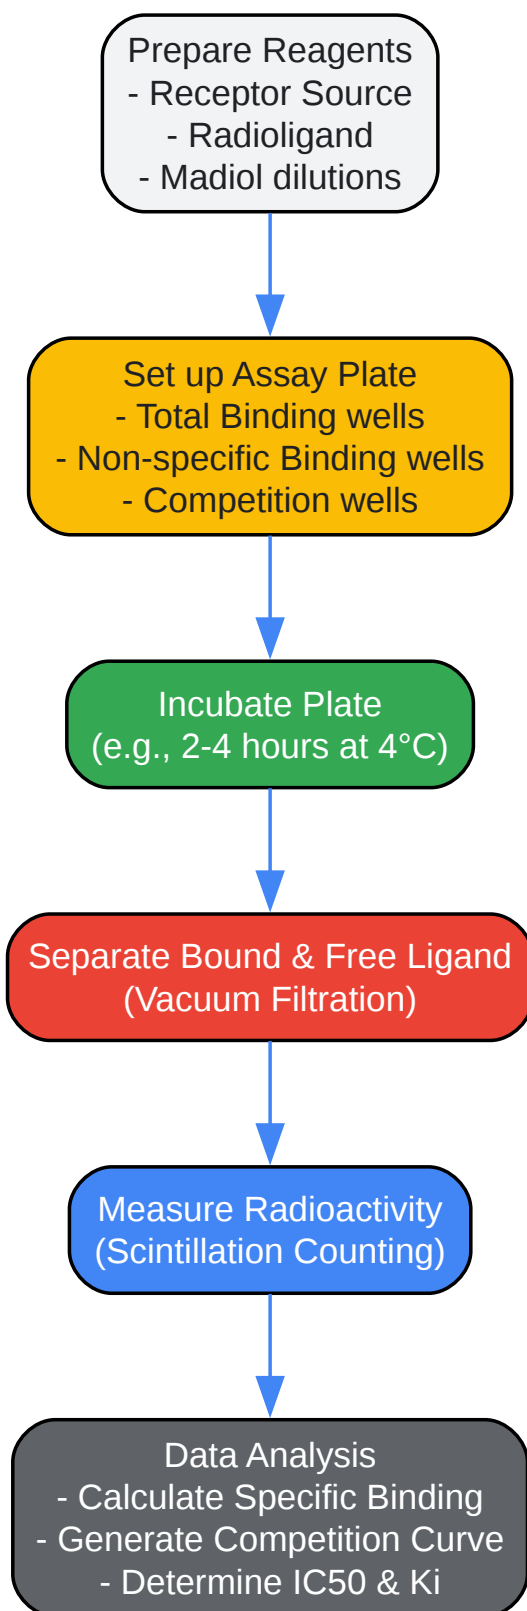 Prepare Reagents
- Receptor Source
- Radioligand
- Madiol dilutions
Set up Assay Plate
- Total Binding wells
- Non-specific Binding wells
- Competition wells
Incubate Plate
(e.g., 2-4 hours at 4°C)
Separate Bound & Free Ligand
(Vacuum Filtration)
Measure Radioactivity
(Scintillation Counting)
Data Analysis
- Calculate Specific Binding
- Generate Competition Curve
- Determine IC50 & Ki